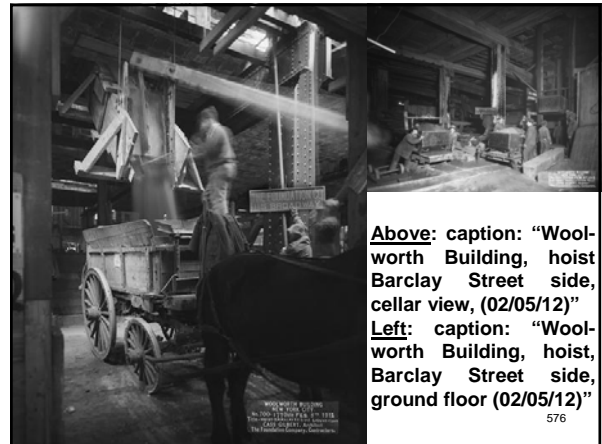 WOOLWORTH BUILDING
NEW YORK CITY
CASS GILBERT, Architect
The Foundation Company, Contractors.
Above: caption: “Wool-
worth Building, hoist
Barclay Street side,
cellar view, (02/05/12)”
Left: caption: “Wool-
worth Building, hoist,
Barclay Street side,
ground floor (02/05/12)”
576